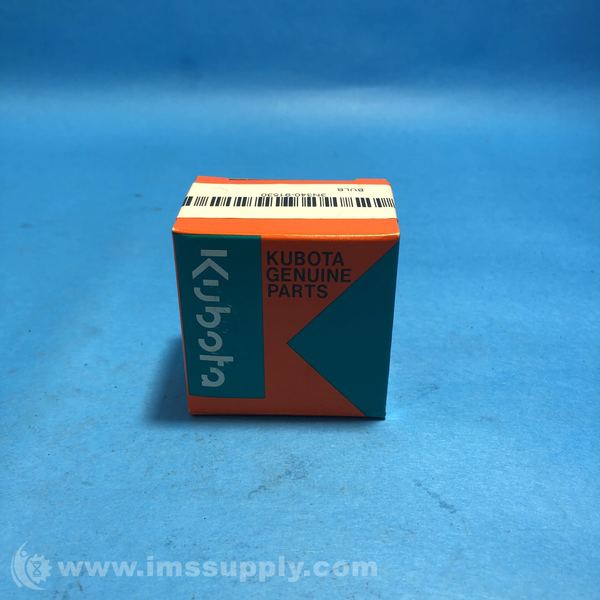 BULB
3N340-91530
Kubota
KUBOTA
GENUINE
PARTS
www.imssupply.com